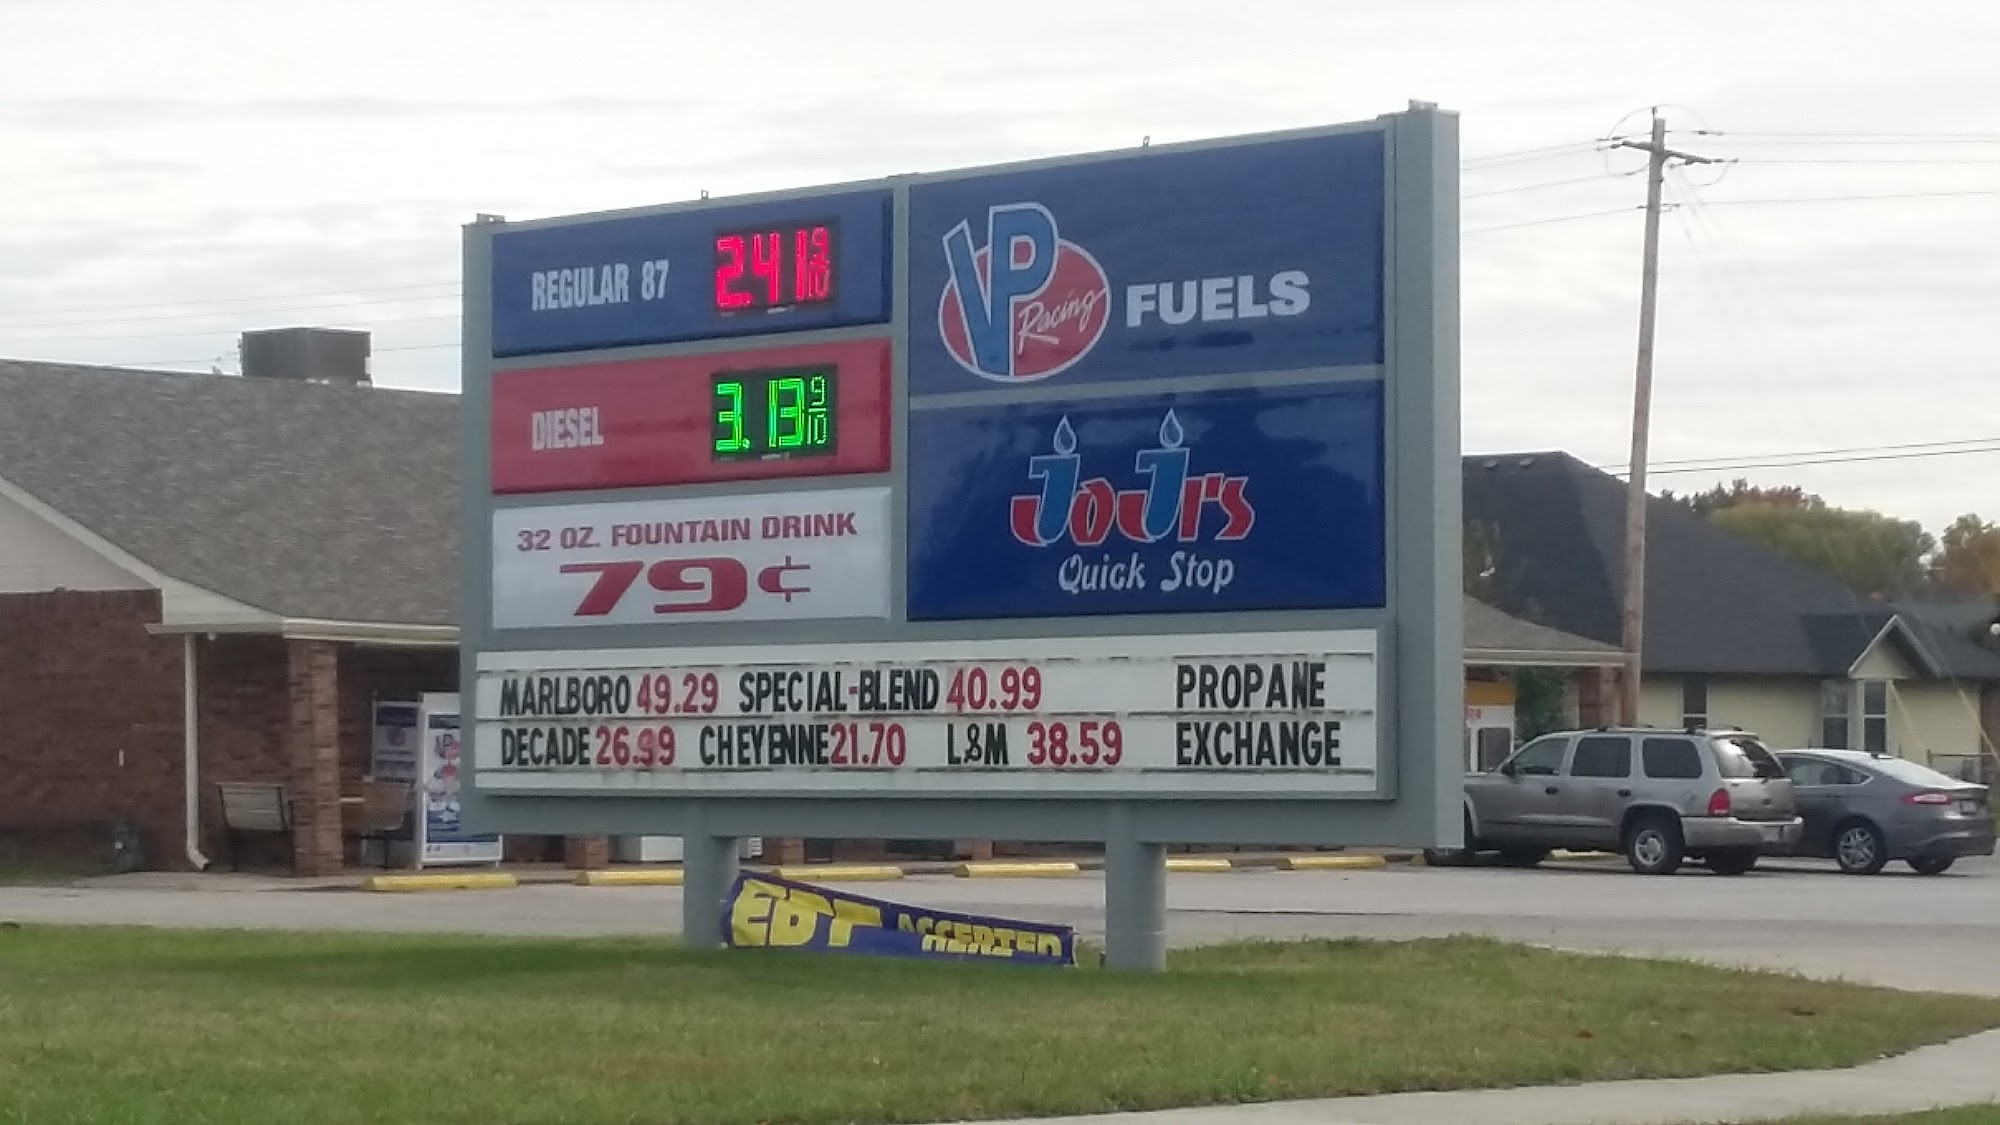 REGULAR 87 2.41 9/10
DIESEL 3.13 9/10
32 OZ. FOUNTAIN DRINK
79¢
VP Racing FUELS
JoJr's
Quick Stop
MARLBORO 49.29 SPECIAL-BLEND 40.99 PROPANE
DECADE 26.99 CHEYENNE 21.70 L&M 38.59 EXCHANGE
EBT ACCEPTED